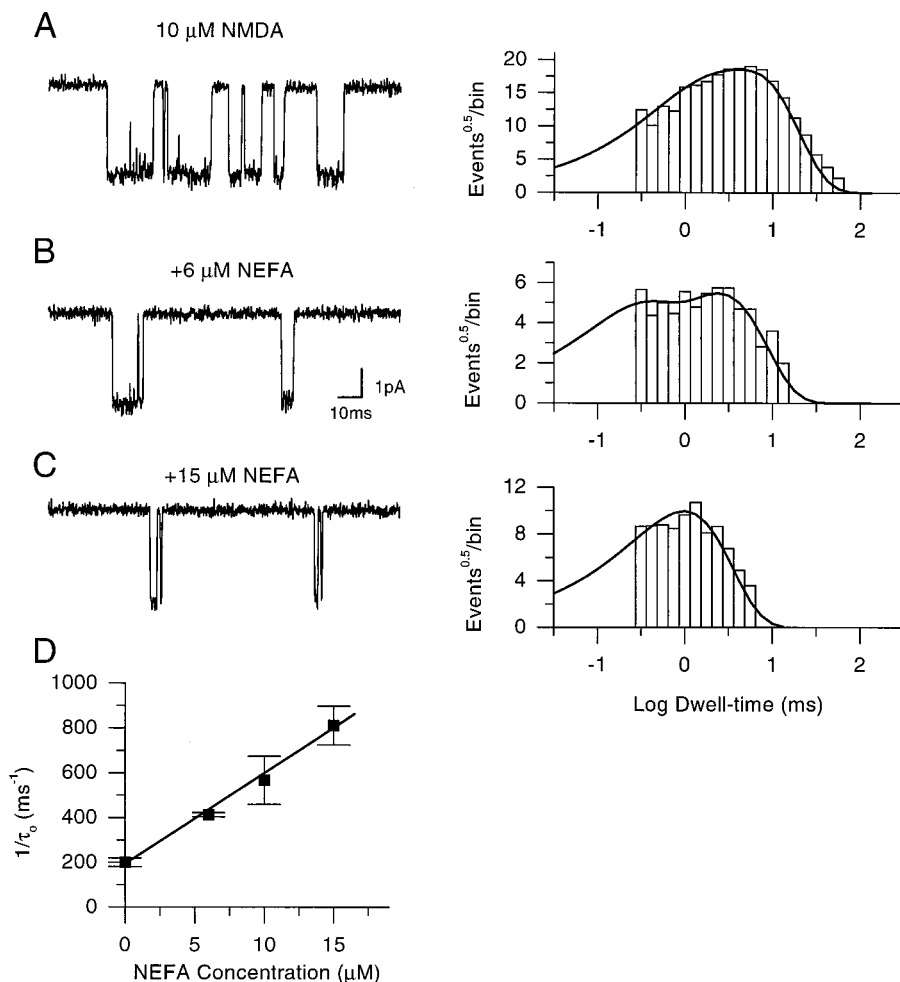 A
10 μM NMDA
Events^0.5/bin
20
15
10
5
0
-1 0 1 2
B
+6 μM NEFA
1pA
10ms
Events^0.5/bin
6
4
2
0
-1 0 1 2
C
+15 μM NEFA
Events^0.5/bin
12
8
4
0
-1 0 1 2
Log Dwell-time (ms)
D
1/τo (ms-1)
1000
800
600
400
200
0
0 5 10 15
NEFA Concentration (μM)